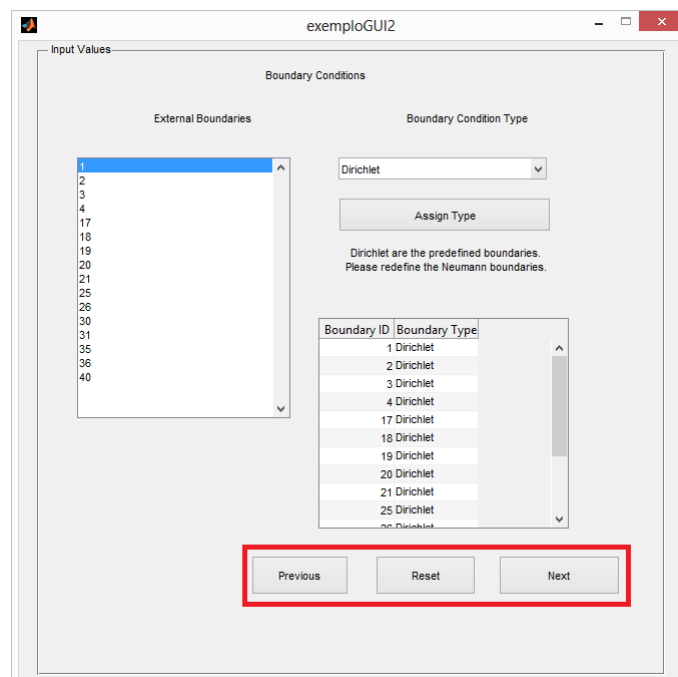 exemploGUI2
Input Values
Boundary Conditions
External Boundaries
Boundary Condition Type
1
2
3
4
17
18
19
20
21
25
26
30
31
35
36
40
Dirichlet
Assign Type
Dirichlet are the predefined boundaries.
Please redefine the Neumann boundaries.
Boundary ID Boundary Type
1 Dirichlet
2 Dirichlet
3 Dirichlet
4 Dirichlet
17 Dirichlet
18 Dirichlet
19 Dirichlet
20 Dirichlet
21 Dirichlet
25 Dirichlet
26 Dirichlet
Previous Reset Next